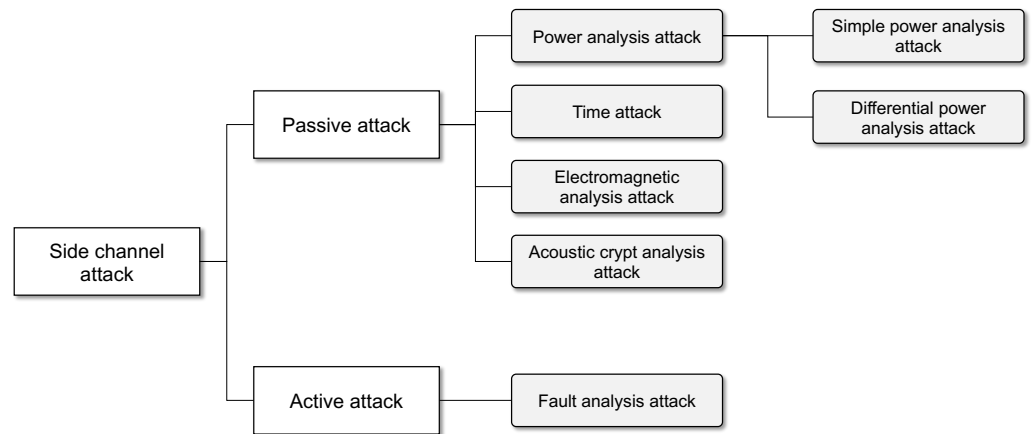 Power analysis attack
Simple power analysis
attack
Passive attack
Time attack
Differential power
analysis attack
Electromagnetic
analysis attack
Side channel
attack
Acoustic crypt analysis
attack
Active attack
Fault analysis attack